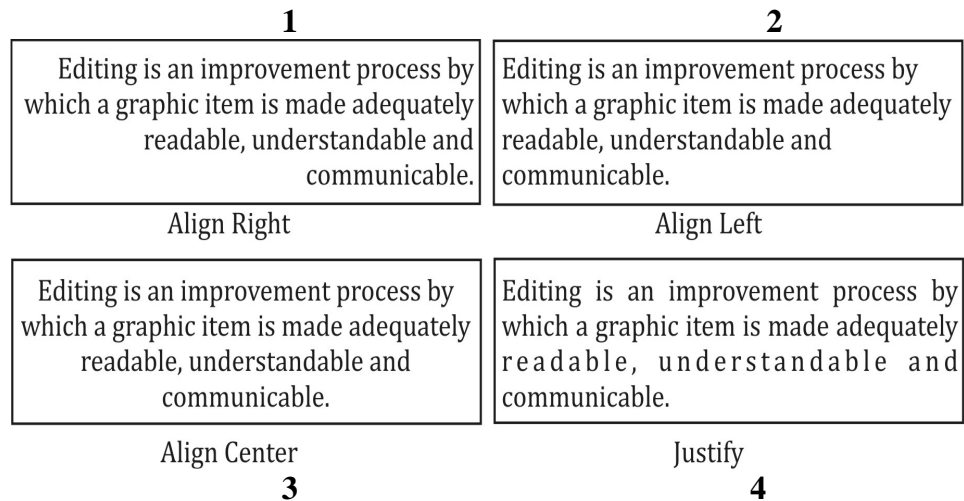 1
Editing is an improvement process by
which a graphic item is made adequately
readable, understandable and
communicable.
Align Right
2
Editing is an improvement process by
which a graphic item is made adequately
readable, understandable and
communicable.
Align Left
Editing is an improvement process by
which a graphic item is made adequately
readable, understandable and
communicable.
Align Center
3
Editing is an improvement process by
which a graphic item is made adequately
readable, understandable and
communicable.
Justify
4